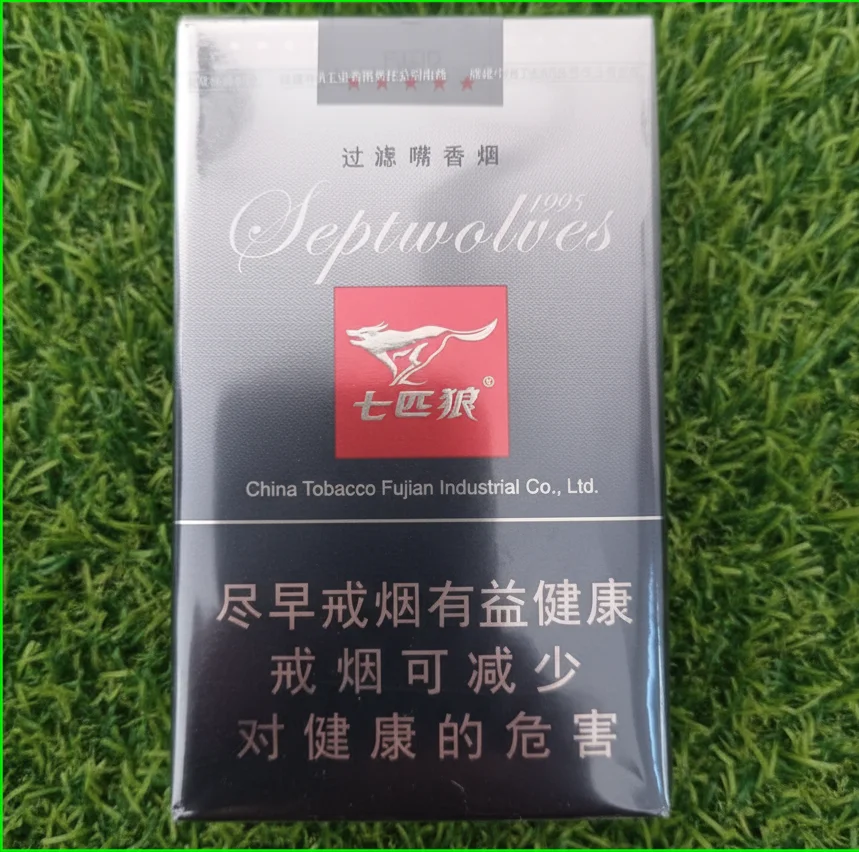 过滤嘴香烟
1995
Septwolves
七匹狼
China Tobacco Fujian Industrial Co., Ltd.
尽早戒烟有益健康
戒烟可减少
对健康的危害